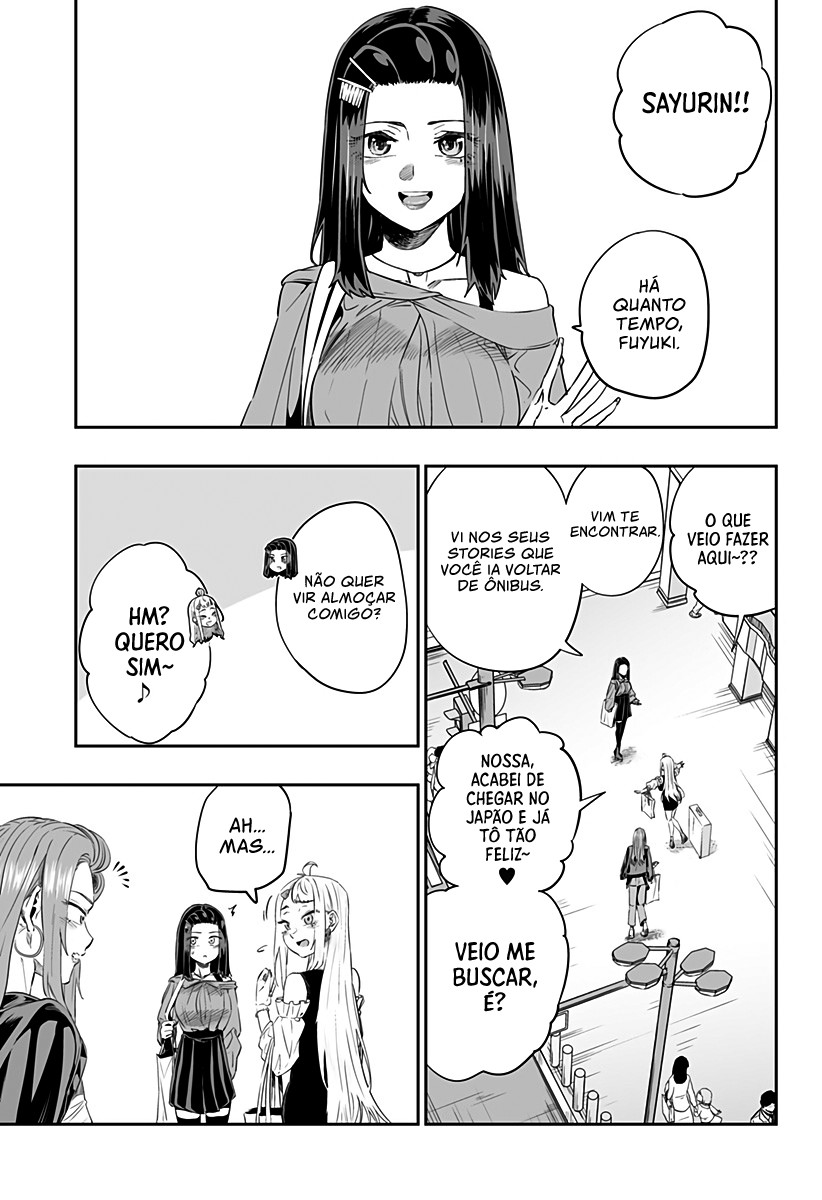 SAYURIN!!
HÁ
QUANTO
TEMPO,
FUYUKI.
O QUE
VEIO FAZER
AQUI~??
VIM TE
ENCONTRAR.
VI NOS SEUS
STORIES QUE
VOCÊ IA VOLTAR
DE ÔNIBUS.
NOSSA,
ACABEI DE
CHEGAR NO
JAPÃO E JÁ
TÔ TÃO
FELIZ~
♥
VEIO ME
BUSCAR,
É?
NÃO QUER
VIR ALMOÇAR
COMIGO?
HM?
QUERO
SIM~
♪
AH...
MAS...